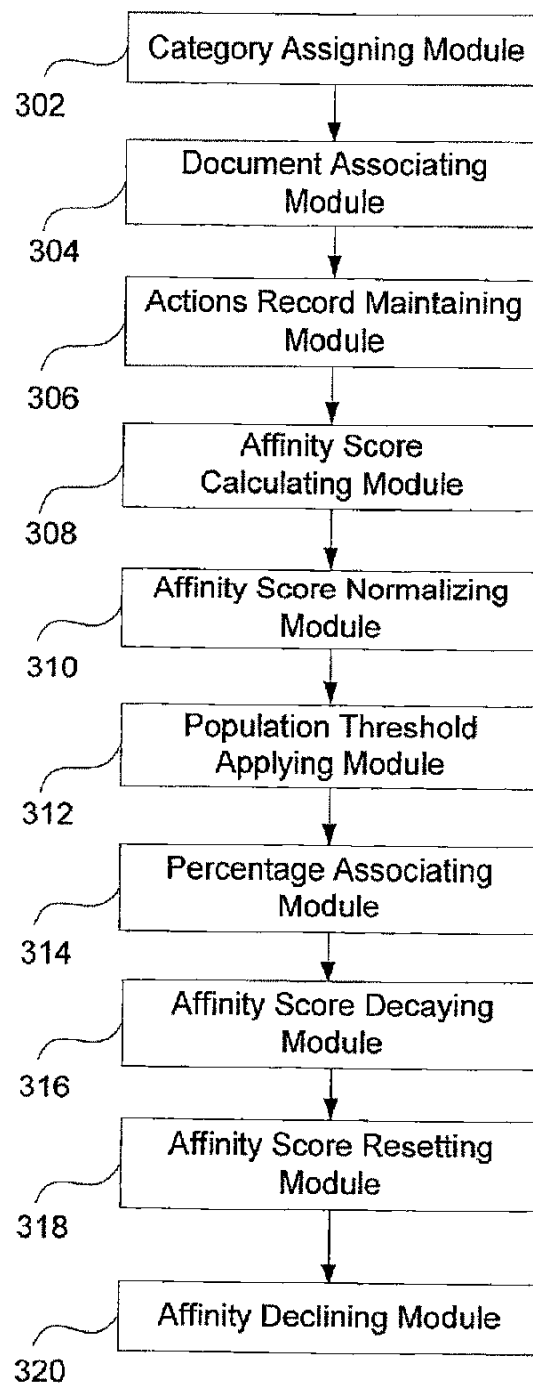 Category Assigning Module
302
Document Associating
Module
304
Actions Record Maintaining
Module
306
Affinity Score
Calculating Module
308
Affinity Score Normalizing
Module
310
Population Threshold
Applying Module
312
Percentage Associating
Module
314
Affinity Score Decaying
Module
316
Affinity Score Resetting
Module
318
Affinity Declining Module
320